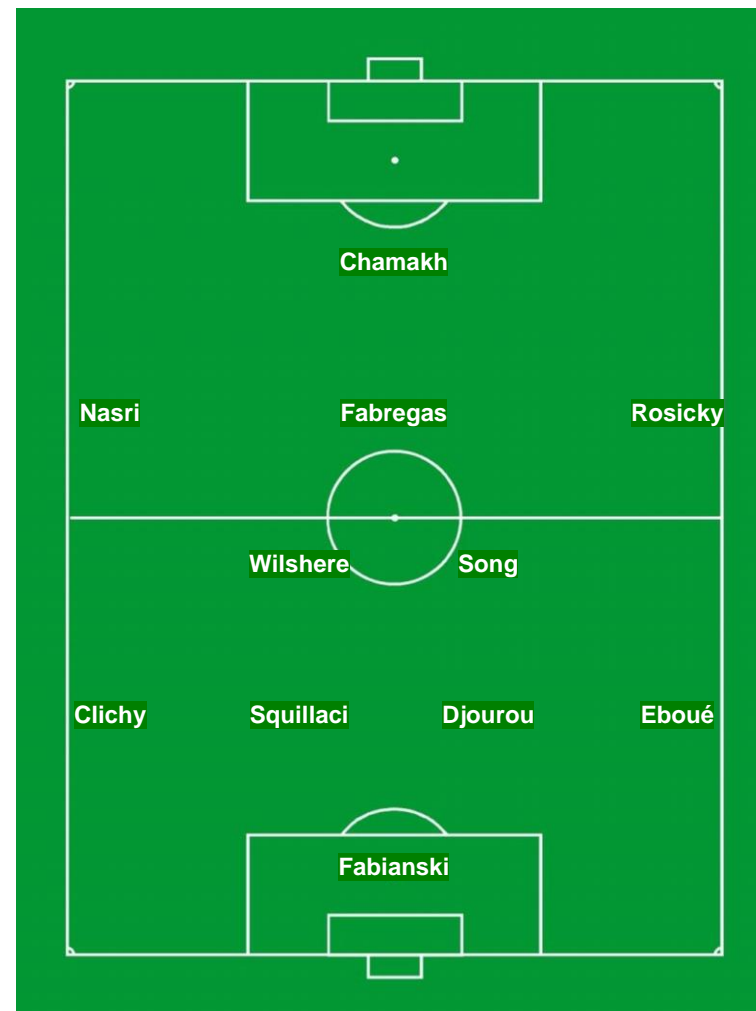 Chamakh
Nasri Fabregas Rosicky
Wilshere Song
Clichy Squillaci Djourou Eboué
Fabianski